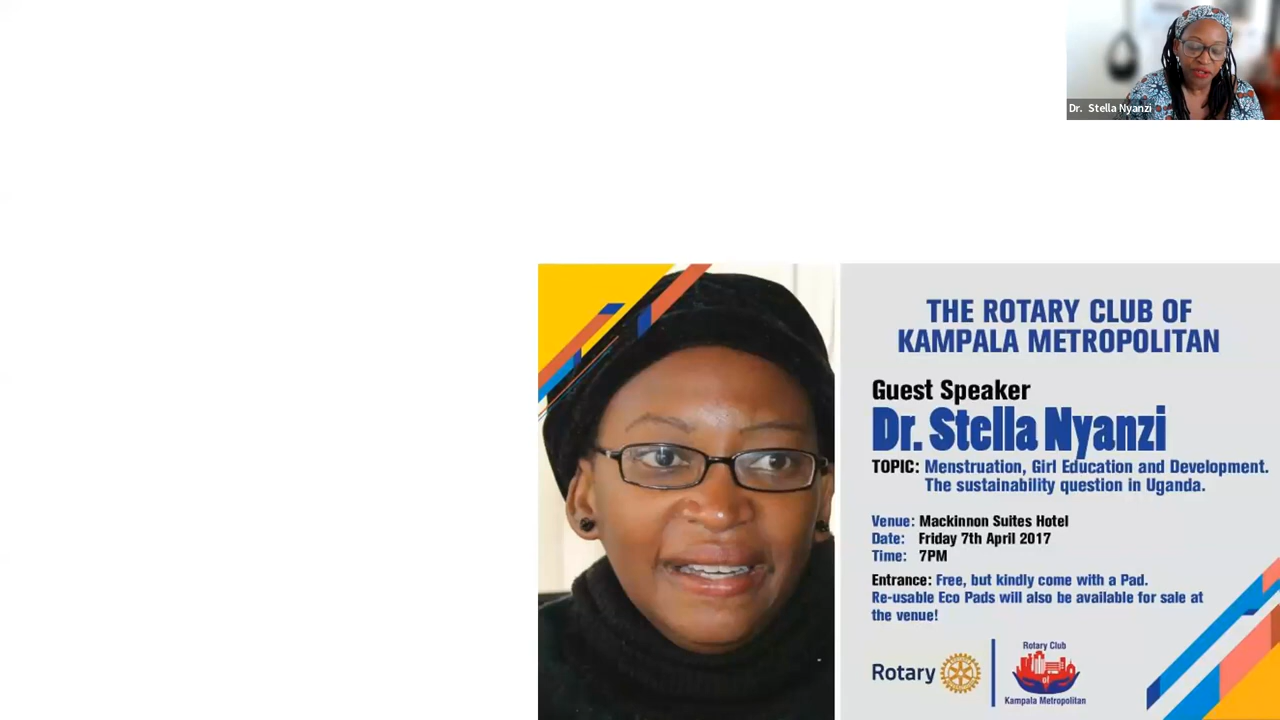 Dr. Stella Nyanzi
THE ROTARY CLUB OF
KAMPALA METROPOLITAN
Guest Speaker
Dr. Stella Nyanzi
TOPIC: Menstruation, Girl Education and Development.
The sustainability question in Uganda.
Venue: Mackinnon Suites Hotel
Date: Friday 7th April 2017
Time: 7PM
Entrance: Free, but kindly come with a Pad.
Re-usable Eco Pads will also be available for sale at
the venue!
Rotary
Rotary Club
of
Kampala Metropolitan